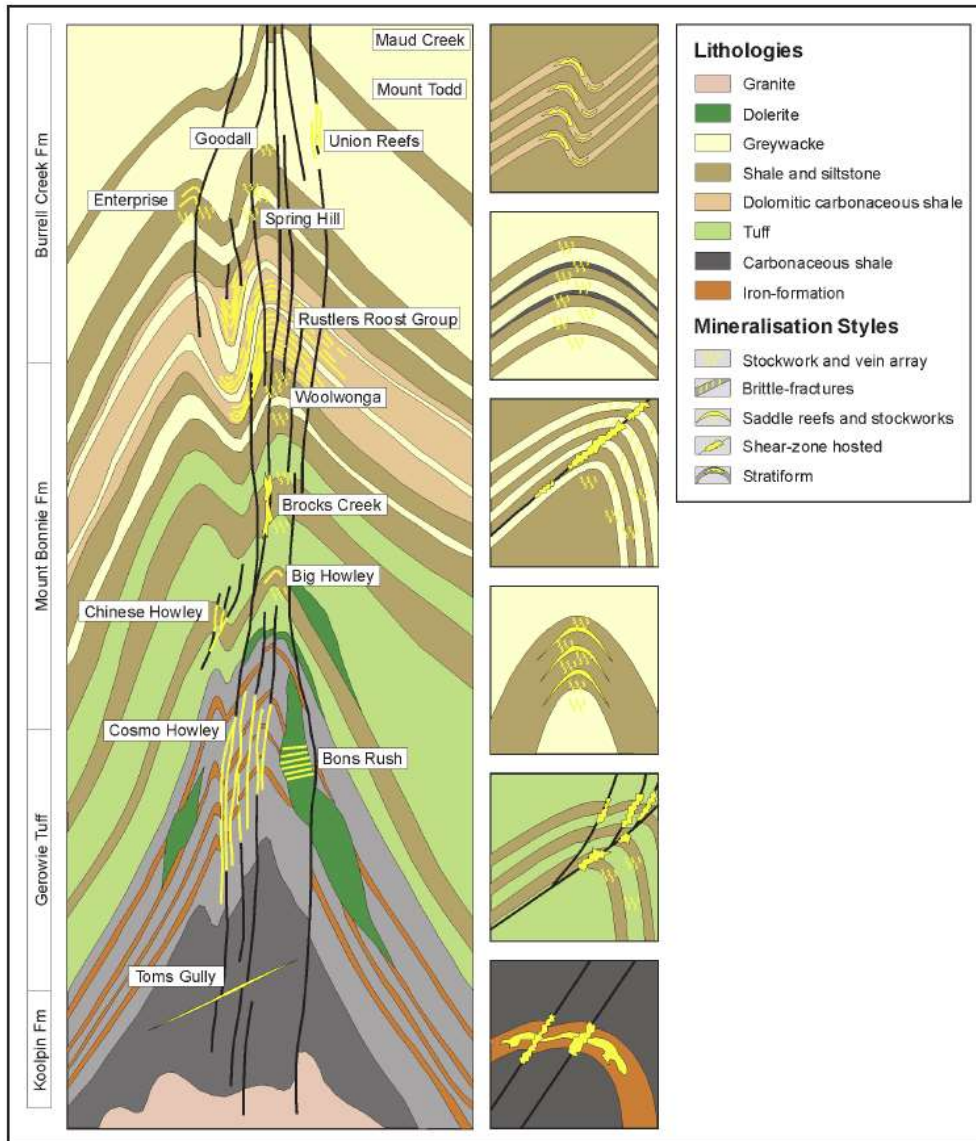 Burrell Creek Fm
Mount Bonnie Fm
Gerowie Tuff
Koolpin Fm
Maud Creek
Mount Todd
Goodall
Union Reefs
Enterprise
Spring Hill
Rustlers Roost Group
Woolwonga
Brocks Creek
Big Howley
Chinese Howley
Cosmo Howley
Bons Rush
Toms Gully
Lithologies
Granite
Dolerite
Greywacke
Shale and siltstone
Dolomitic carbonaceous shale
Tuff
Carbonaceous shale
Iron-formation
Mineralisation Styles
Stockwork and vein array
Brittle-fractures
Saddle reefs and stockworks
Shear-zone hosted
Stratiform